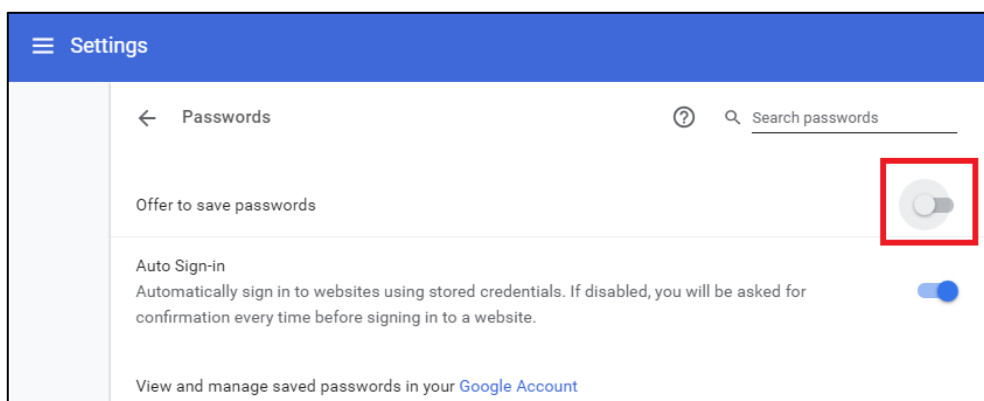 Settings
Passwords
Search passwords
Offer to save passwords
Auto Sign-in
Automatically sign in to websites using stored credentials. If disabled, you will be asked for
confirmation every time before signing in to a website.
View and manage saved passwords in your Google Account